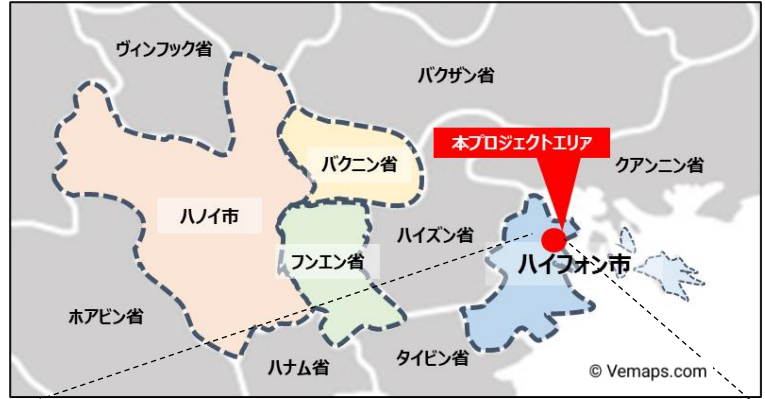 ヴィンフック省
バクザン省
本プロジェクトエリア
バクニン省
クアンニン省
ハノイ市
ハイズン省
フンエン省
ハイフォン市
ホアビン省
ハナム省
タイビン省
© Vemaps.com